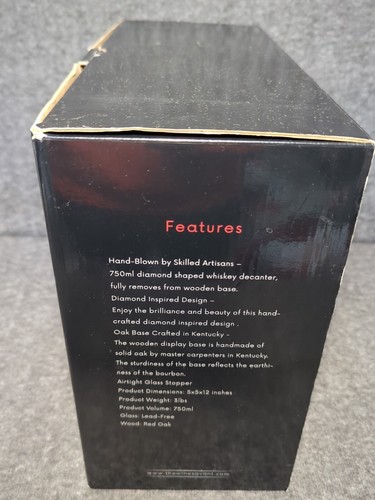 Features
Hand-Blown by Skilled Artisans –
750ml diamond shaped whiskey decanter,
fully removes from wooden base.
Diamond Inspired Design –
Enjoy the brilliance and beauty of this hand-
crafted diamond inspired design .
Oak Base Crafted in Kentucky -
The wooden display base is handmade of
solid oak by master carpenters in Kentucky.
The sturdiness of the base reflects the earthi-
ness of the bourbon.
Airtight Glass Stopper
Product Dimensions: 5x5x12 inches
Product Weight: 3lbs
Product Volume: 750ml
Glass: Lead-Free
Wood: Red Oak
www.thewinesavant.com